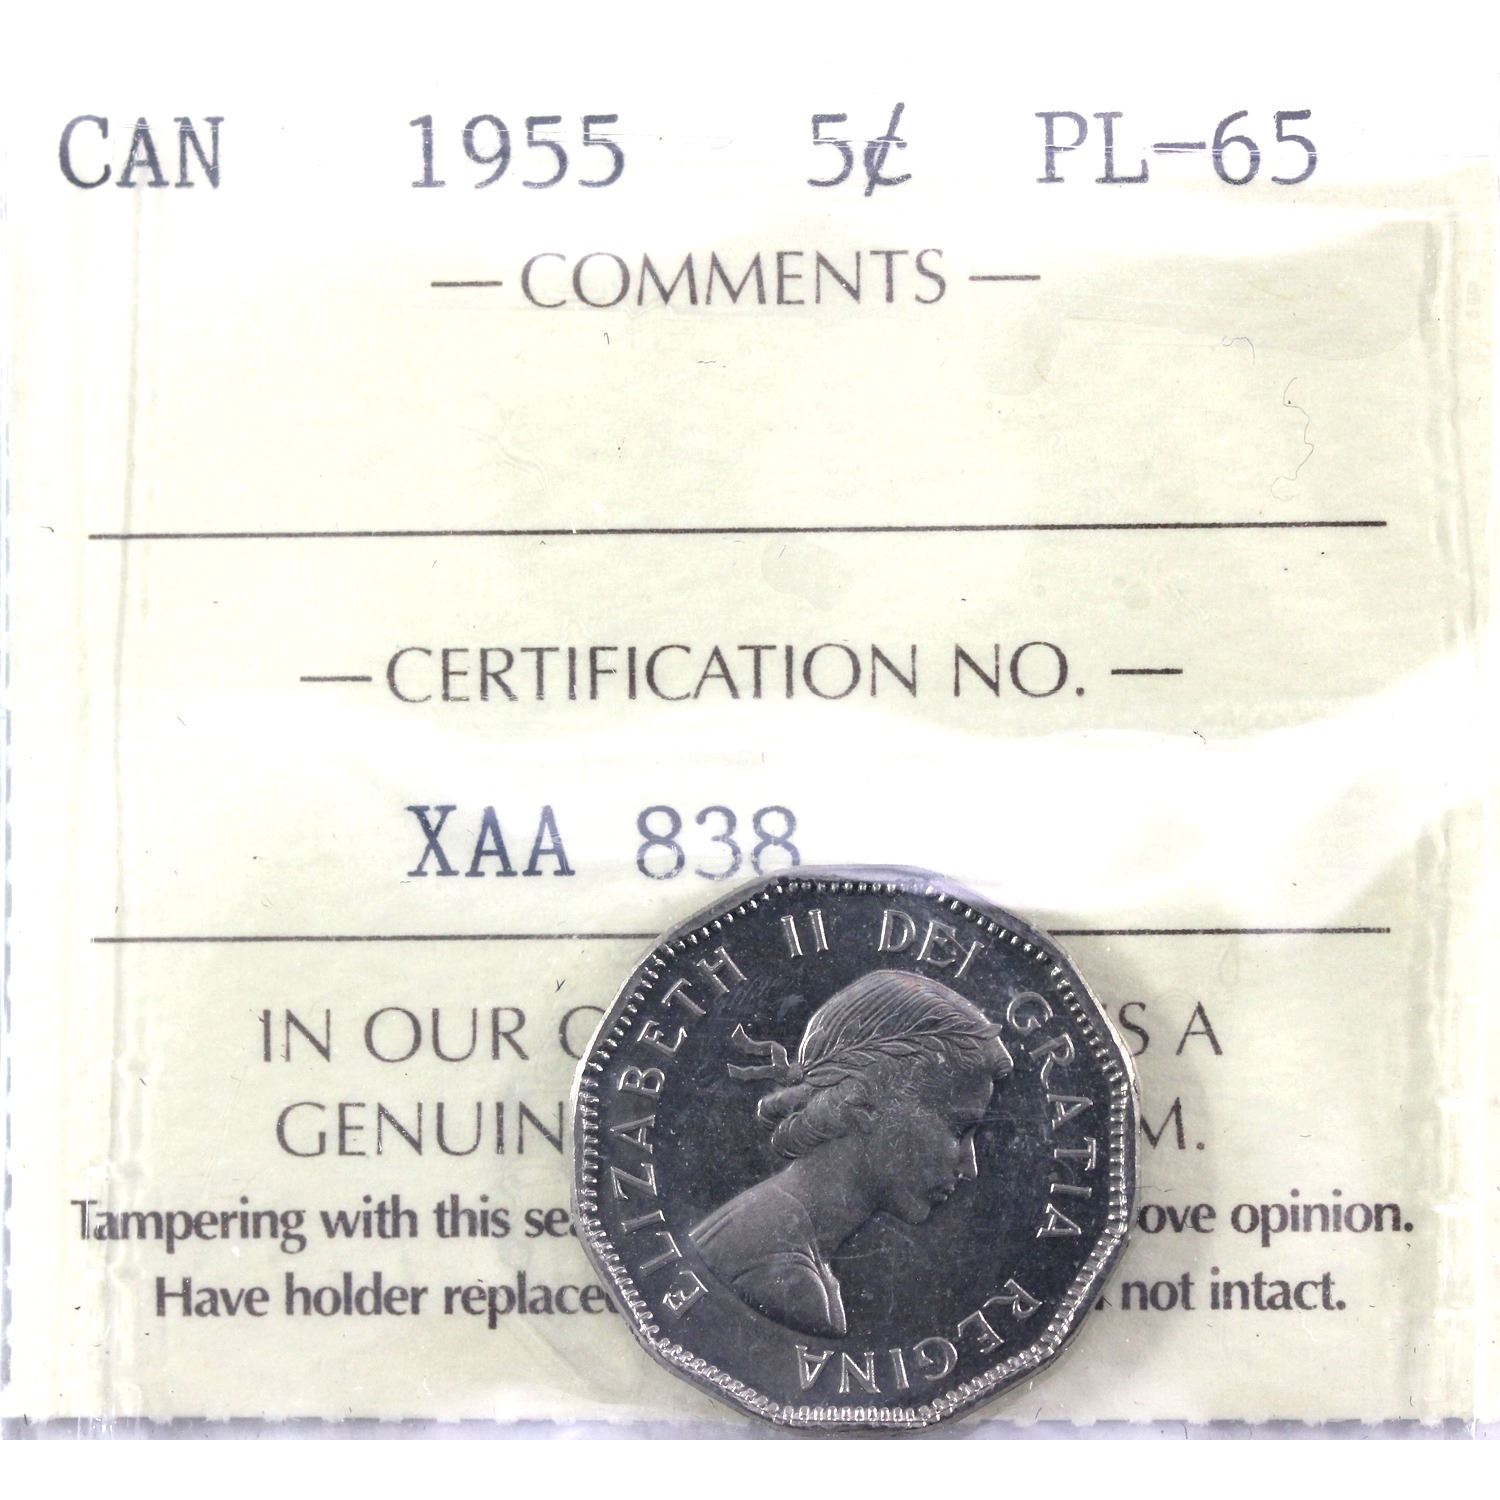 CAN 1955 5¢ PL-65
— COMMENTS —
— CERTIFICATION NO. —
XAA 838
IN OUR S A
GENUIN M.
Tampering with this sea ove opinion.
Have holder replaced not intact.
ELIZABETH II DEI GRATIA REGINA